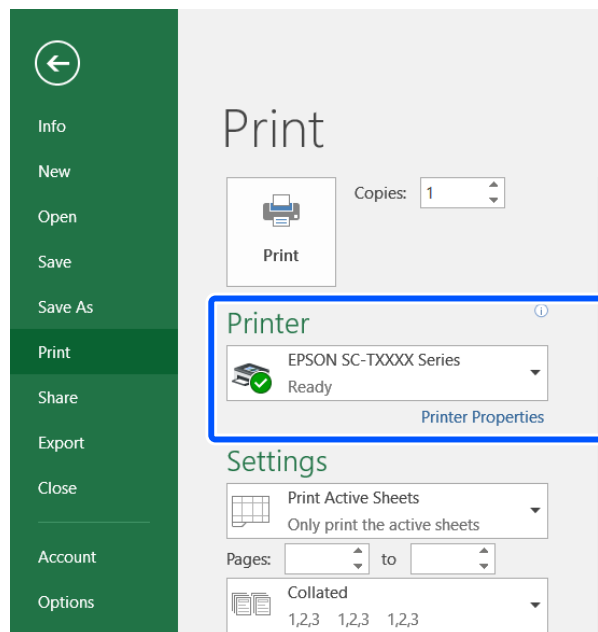 Info
New
Open
Save
Save As
Print
Share
Export
Close
Account
Options
Print
Print
Copies: 1
Printer
EPSON SC-TXXXX Series
Ready
Printer Properties
Settings
Print Active Sheets
Only print the active sheets
Pages: to
Collated
1,2,3 1,2,3 1,2,3